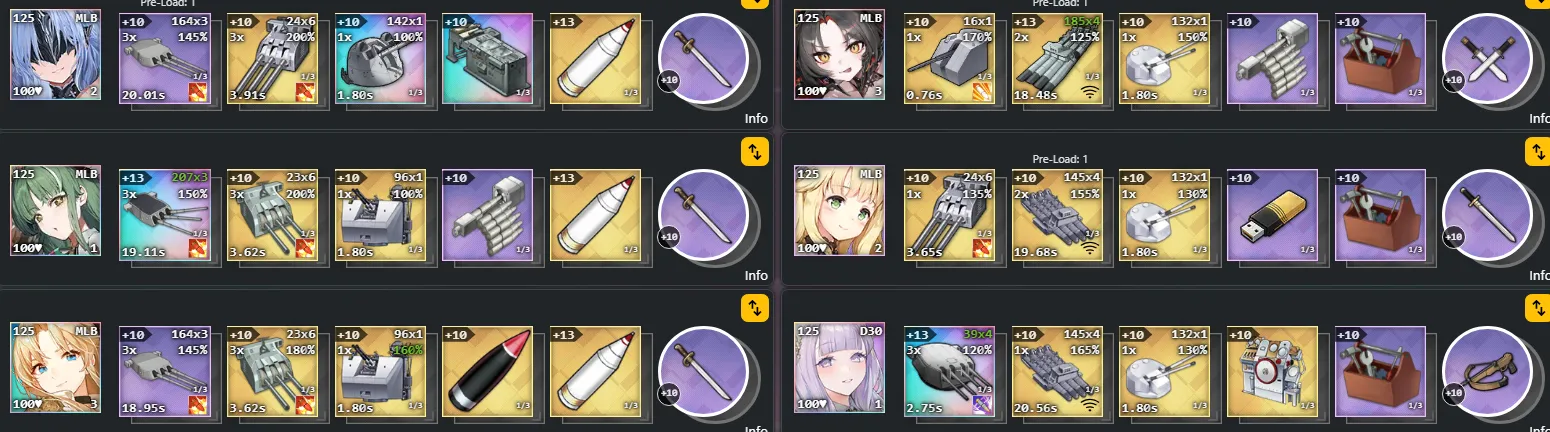 Pre-Load: 1
125 MLB 100♥ 2
+10 164x3 3x 145% 1/3 20.01s
+10 24x6 3x 200% 1/3 3.91s
+10 142x1 1x 100% 1/3 1.80s
+10 1/3
+13 1/3
+10
Info
Pre-Load: 1
125 MLB 100♥ 3
+10 16x1 1x 170% 1/3 0.76s
+13 185x4 2x 125% 1/3 18.48s
+10 132x1 1x 150% 1/3 1.80s
+10 1/3
+10 1/3
+10
Info
125 MLB 100♥ 1
+13 207x3 3x 150% 1/3 19.11s
+10 23x6 3x 200% 1/3 3.62s
+10 96x1 1x 100% 1/3 1.80s
+10 1/3
+13 1/3
+10
Info
Pre-Load: 1
125 MLB 100♥ 2
+10 24x6 1x 135% 1/3 3.65s
+10 145x4 2x 155% 1/3 19.68s
+10 132x1 1x 130% 1/3 1.80s
+10 1/3
+10 1/3
+10
Info
125 MLB 100♥ 3
+10 164x3 3x 145% 1/3 18.95s
+10 23x6 3x 180% 1/3 3.62s
+10 96x1 1x 160% 1/3 1.80s
+10 1/3
+13 1/3
+10
Info
125 D30 100♥ 1
+13 39x4 3x 120% 1/3 2.75s
+10 145x4 1x 165% 1/3 20.56s
+10 132x1 1x 130% 1/3 1.80s
+10 1/3
+10 1/3
+10
Info